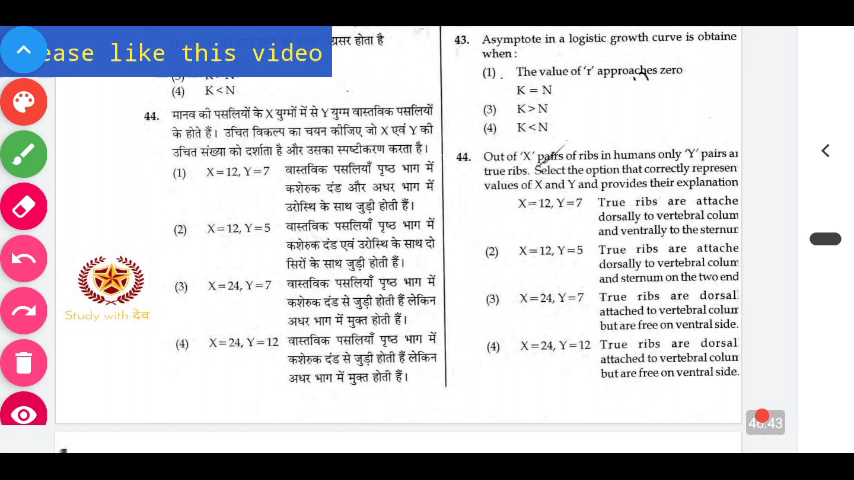 ease like this video
ग्रसर होता है
(4) K < N
44. मानव की पसलियों के X युग्मों में से Y युग्म वास्तविक पसलियों
के होते हैं। उचित विकल्प का चयन कीजिए जो X एवं Y की
उचित संख्या को दर्शाता है और उसका स्पष्टीकरण करता है।
(1) X=12, Y=7 वास्तविक पसलियाँ पृष्ठ भाग में
कशेरुक दंड और अधर भाग में
उरोस्थि के साथ जुड़ी होती हैं।
(2) X=12, Y=5 वास्तविक पसलियाँ पृष्ठ भाग में
कशेरुक दंड एवं उरोस्थि के साथ दो
सिरों के साथ जुड़ी होती हैं।
(3) X=24, Y=7 वास्तविक पसलियाँ पृष्ठ भाग में
कशेरुक दंड से जुड़ी होती हैं लेकिन
अधर भाग में मुक्त होती हैं।
(4) X=24, Y=12 वास्तविक पसलियाँ पृष्ठ भाग में
कशेरुक दंड से जुड़ी होती हैं लेकिन
अधर भाग में मुक्त होती हैं।
Study with देव
43. Asymptote in a logistic growth curve is obtaine
when :
(1) The value of 'r' approaches zero
K = N
(3) K > N
(4) K < N
44. Out of 'X' pairs of ribs in humans only 'Y' pairs ar
true ribs. Select the option that correctly represen
values of X and Y and provides their explanation
X=12, Y=7 True ribs are attache
dorsally to vertebral colum
and ventrally to the sternur
(2) X=12, Y=5 True ribs are attache
dorsally to vertebral colum
and sternum on the two end
(3) X=24, Y=7 True ribs are dorsal
attached to vertebral colum
but are free on ventral side.
(4) X=24, Y=12 True ribs are dorsal
attached to vertebral colum
but are free on ventral side.